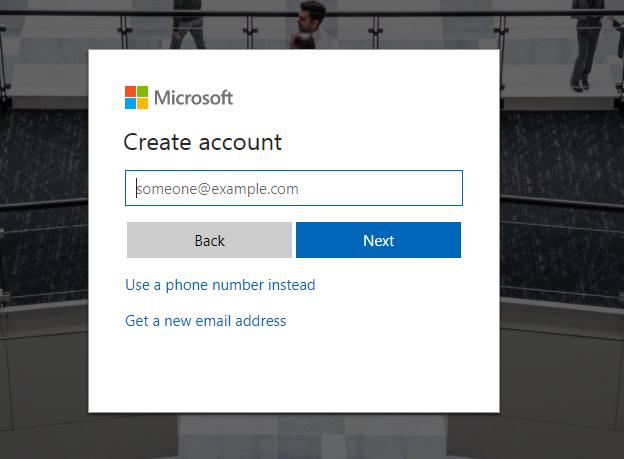 Microsoft
Create account
someone@example.com
Back
Next
Use a phone number instead
Get a new email address